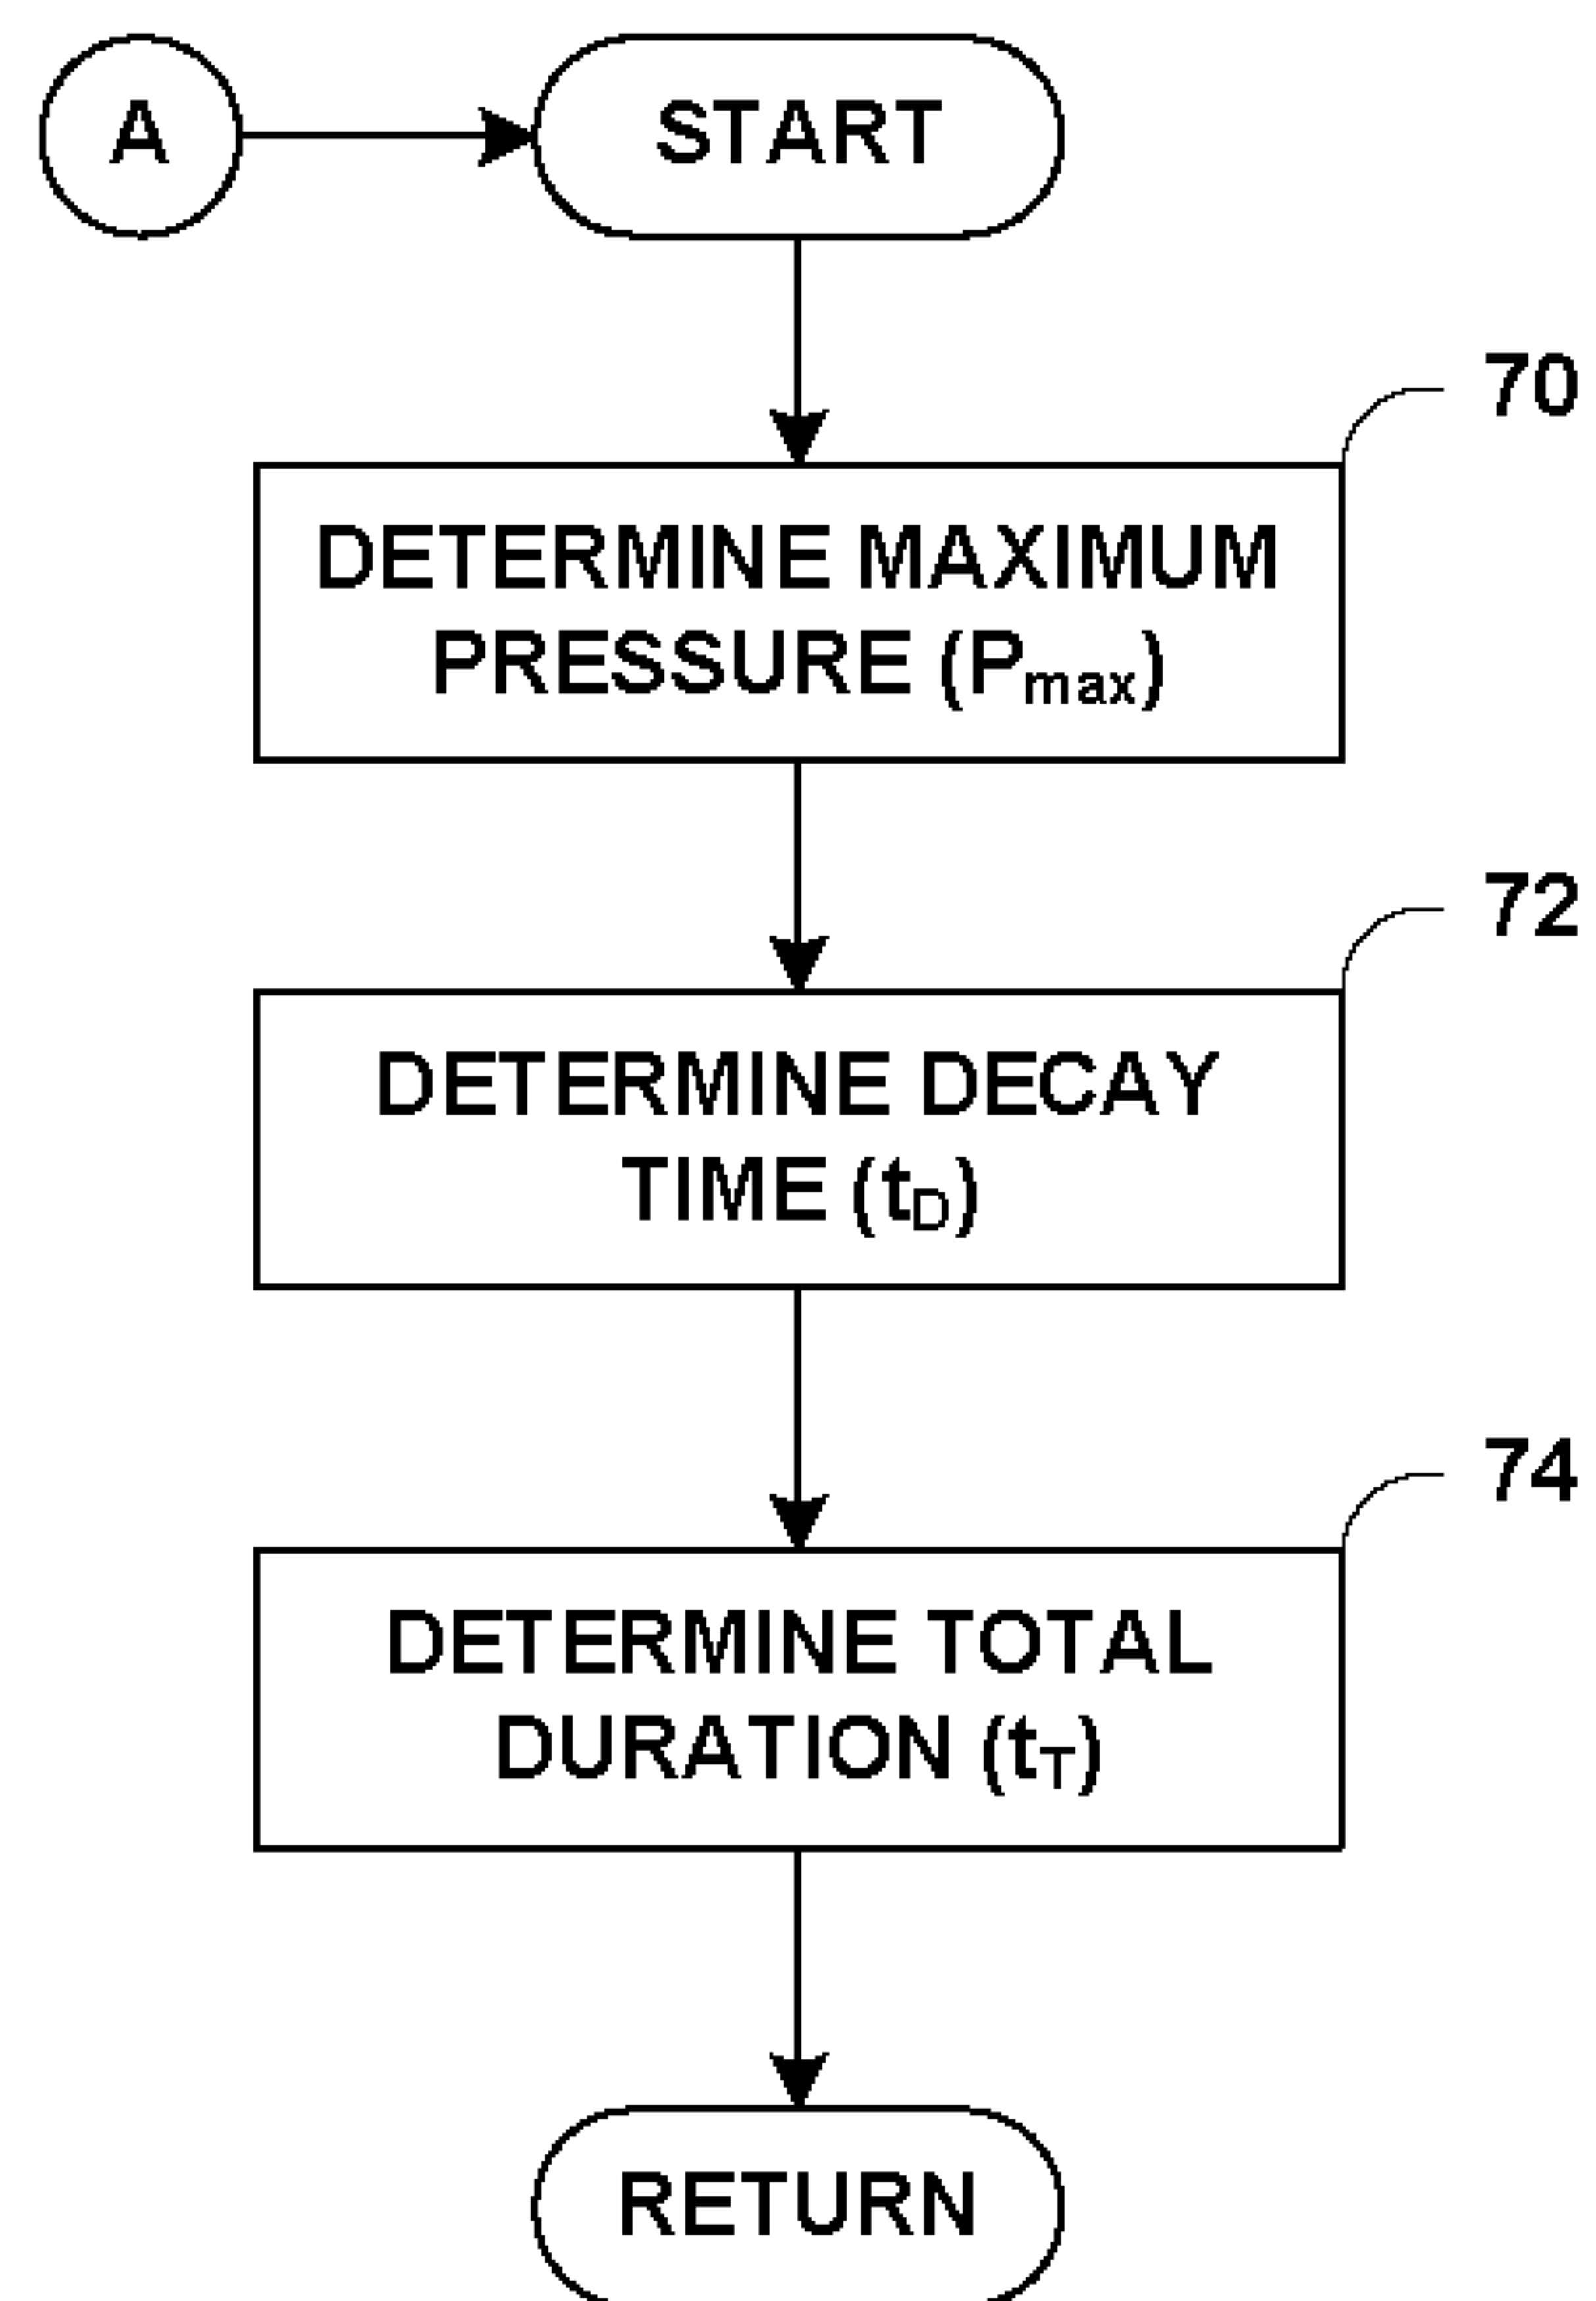 A
START
70
DETERMINE MAXIMUM
PRESSURE (Pmax)
72
DETERMINE DECAY
TIME (tD)
74
DETERMINE TOTAL
DURATION (tT)
RETURN